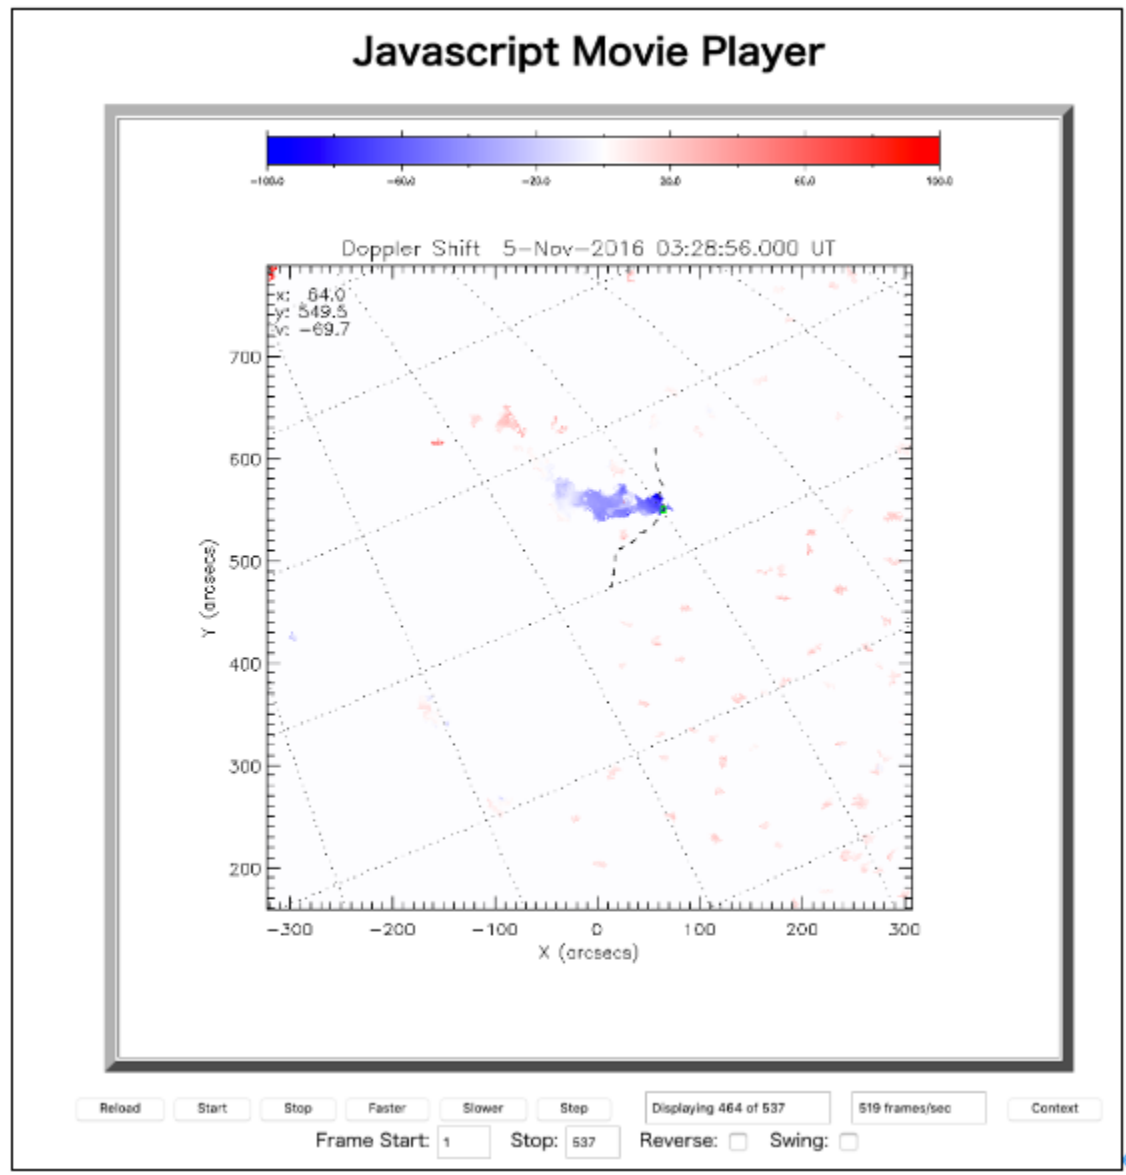 Javascript Movie Player
-100.0 -60.0 -20.0 20.0 60.0 100.0
Doppler Shift 5-Nov-2016 03:28:56.000 UT
x: 64.0
y: 549.5
v: -69.7
700
600
500
400
300
200
Y (arcsecs)
-300 -200 -100 0 100 200 300
X (arcsecs)
Reload Start Stop Faster Slower Step Displaying 464 of 537 519 frames/sec Context
Frame Start: 1 Stop: 537 Reverse: Swing: